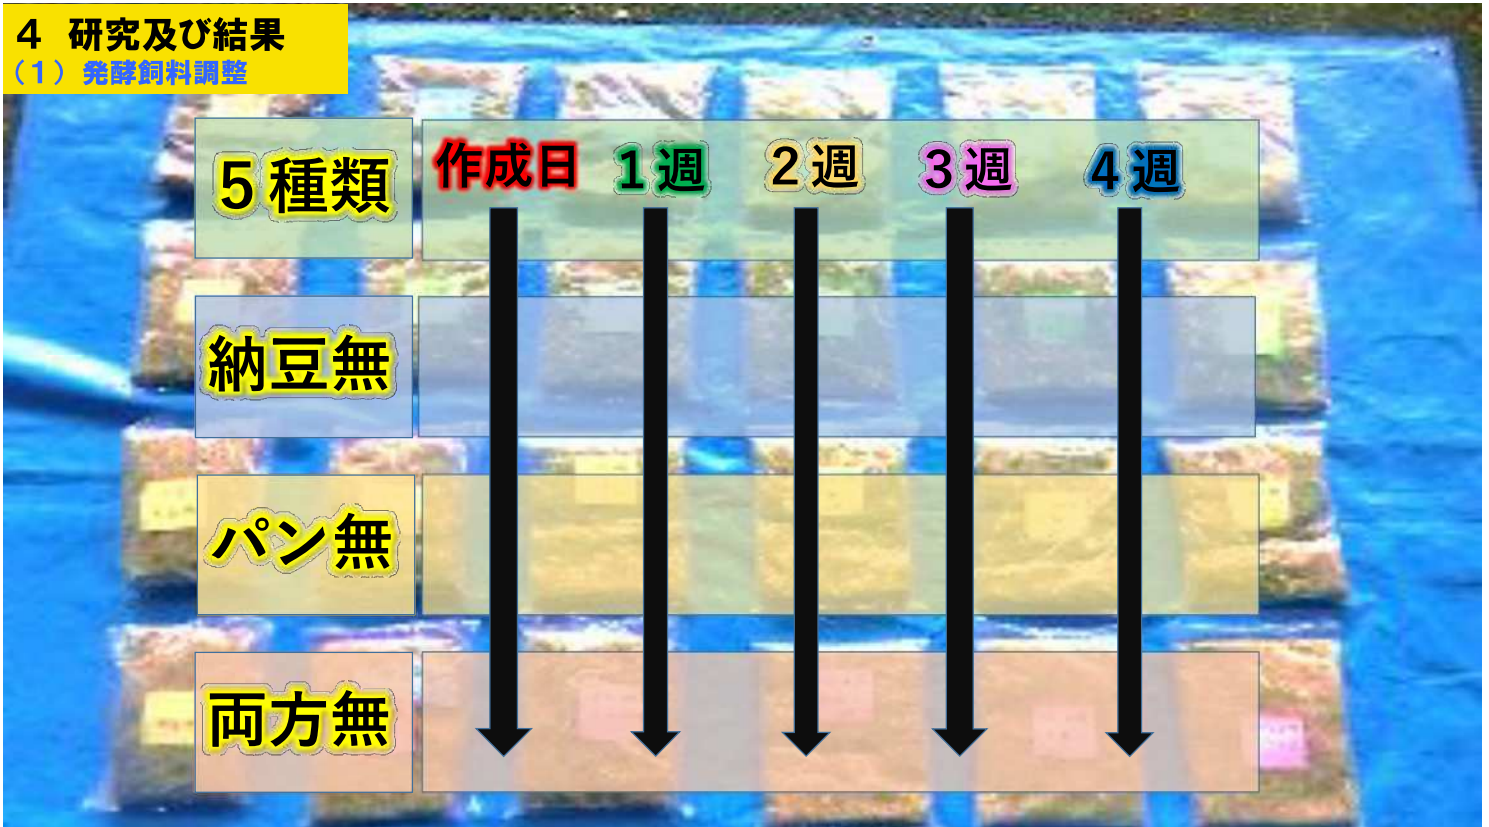 ４　研究及び結果
（１）発酵飼料調整
５種類
作成日 １週 ２週 ３週 ４週
納豆無
パン無
両方無